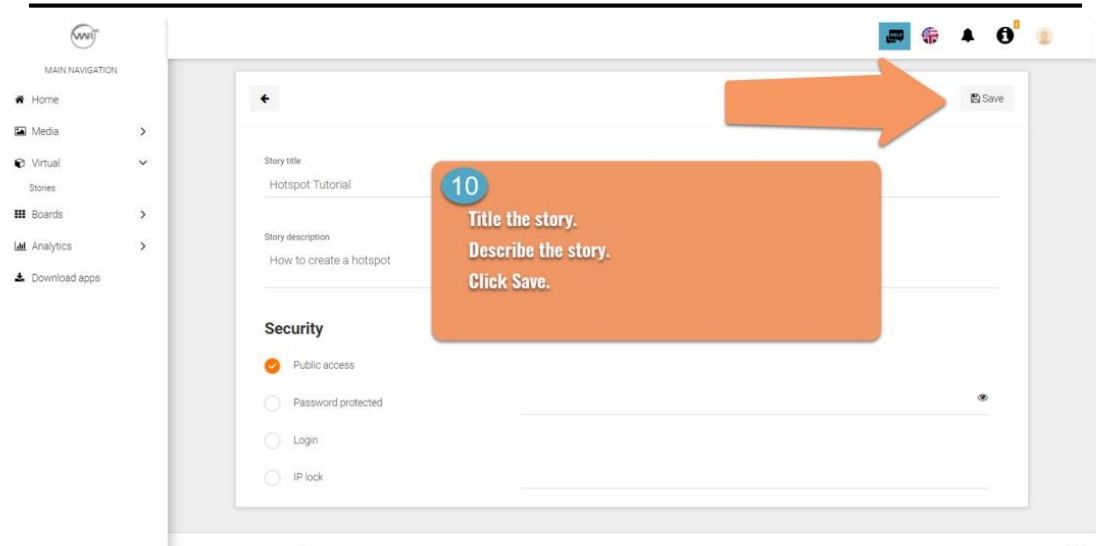 VIAR
HELP
MAIN NAVIGATION
Home
Media
Virtual
Stories
Boards
Analytics
Download apps
Save
Story title
Hotspot Tutorial
Story description
How to create a hotspot
10
Title the story.
Describe the story.
Click Save.
Security
Public access
Password protected
Login
IP lock